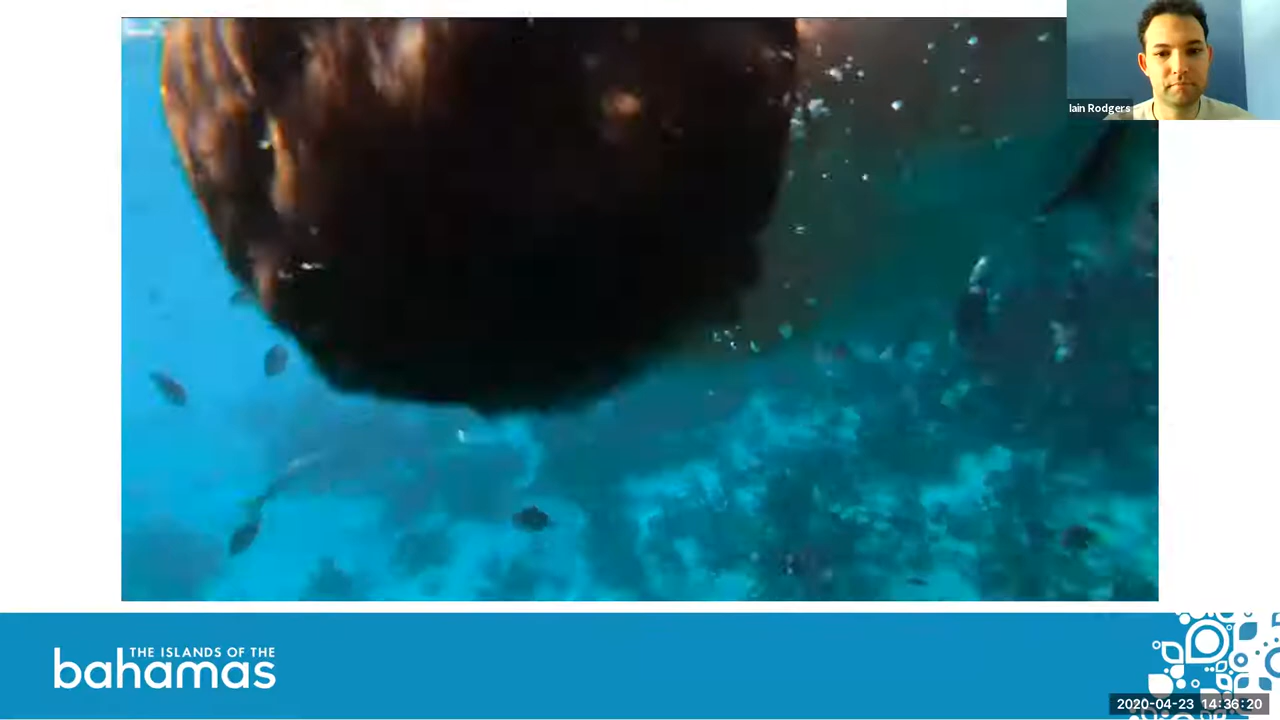 Iain Rodgers
THE ISLANDS OF THE
bahamas
2020-04-23 14:36:20